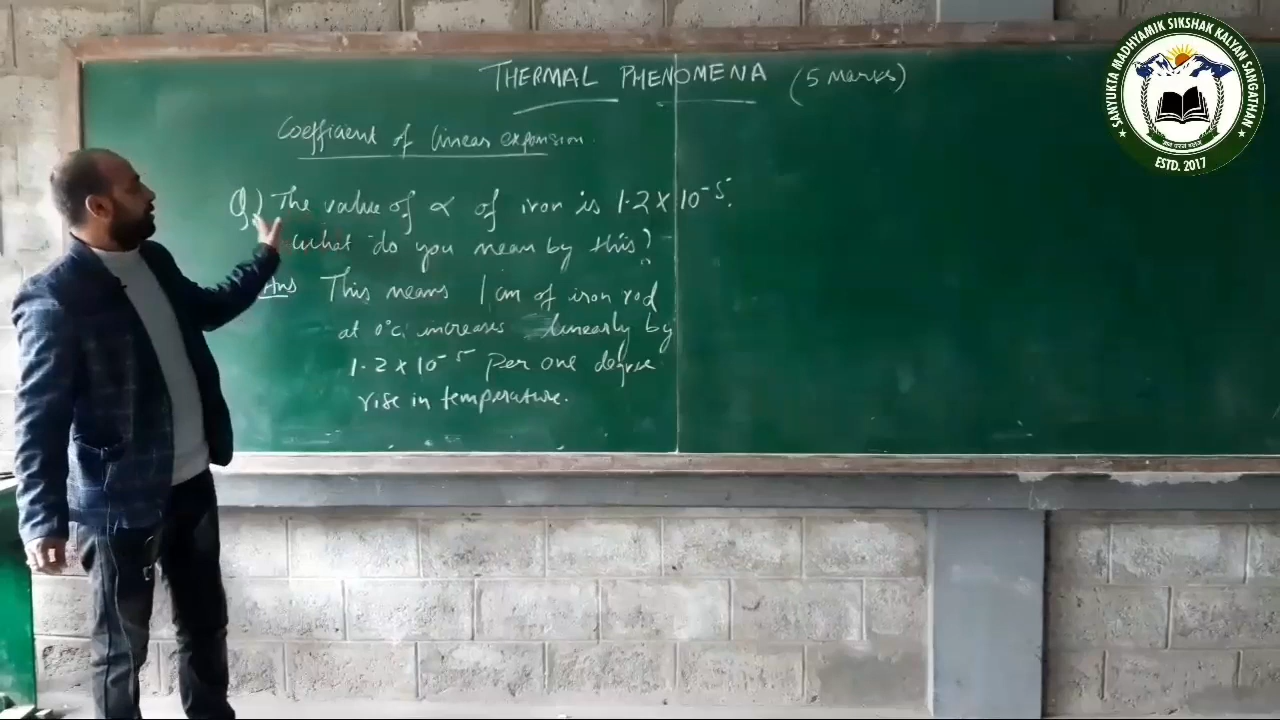 THERMAL PHENOMENA (5 Marks)
Coefficient of linear expansion.
Q) The value of α of iron is 1.2 x 10⁻⁵.
What do you mean by this?
Ans This means 1 cm of iron rod
at 0°c, increases linearly by
1.2 x 10⁻⁵ per one degree
rise in temperature.
SANYUKTA MADHYAMIK SIKSHAK KALYAN SANGATHAN
ESTD. 2017